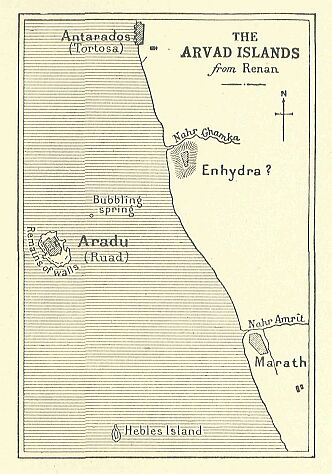 THE
ARVAD ISLANDS
from Renan
N
Antarados
(Tortosa)
Nahr Ghamka
Enhydra?
Bubbling
spring
Remains of walls
Aradu
(Ruad)
Nahr Amrit
Marath
Hebles Island